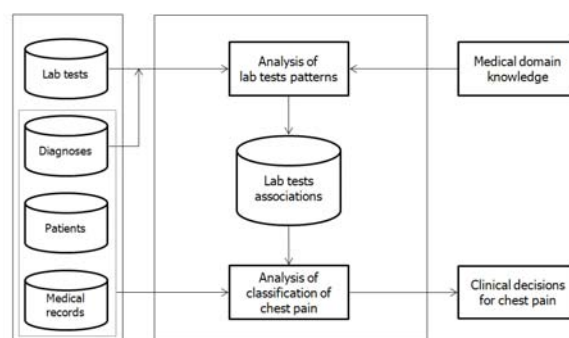 Lab tests
Diagnoses
Patients
Medical
records
Analysis of
lab tests patterns
Lab tests
associations
Analysis of
classification of
chest pain
Medical domain
knowledge
Clinical decisions
for chest pain